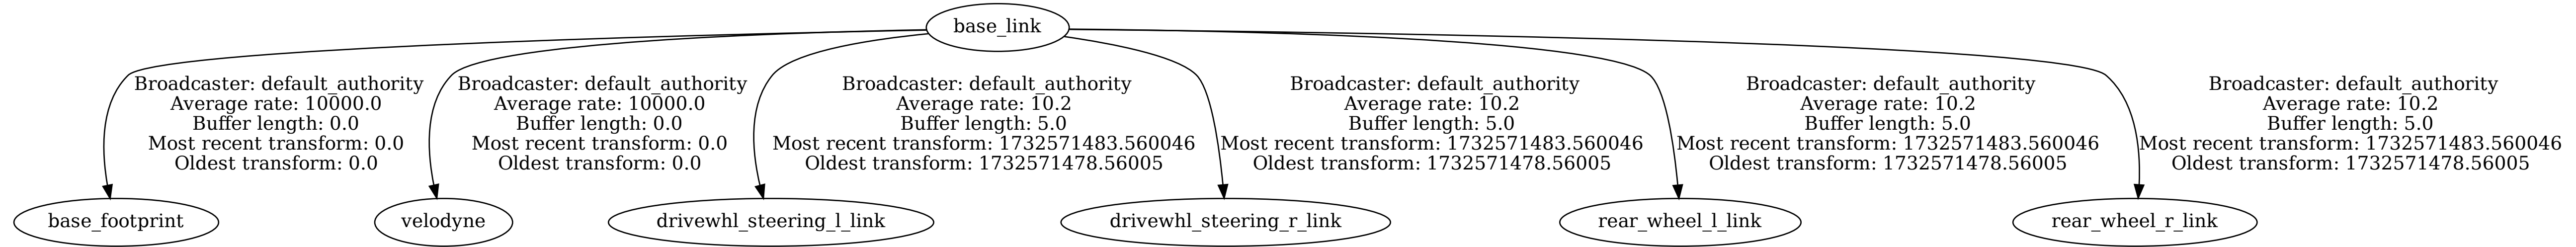 base_link
Broadcaster: default_authority
Average rate: 10000.0
Buffer length: 0.0
Most recent transform: 0.0
Oldest transform: 0.0
Broadcaster: default_authority
Average rate: 10000.0
Buffer length: 0.0
Most recent transform: 0.0
Oldest transform: 0.0
Broadcaster: default_authority
Average rate: 10.2
Buffer length: 5.0
Most recent transform: 1732571483.560046
Oldest transform: 1732571478.56005
Broadcaster: default_authority
Average rate: 10.2
Buffer length: 5.0
Most recent transform: 1732571483.560046
Oldest transform: 1732571478.56005
Broadcaster: default_authority
Average rate: 10.2
Buffer length: 5.0
Most recent transform: 1732571483.560046
Oldest transform: 1732571478.56005
Broadcaster: default_authority
Average rate: 10.2
Buffer length: 5.0
Most recent transform: 1732571483.560046
Oldest transform: 1732571478.56005
base_footprint
velodyne
drivewhl_steering_l_link
drivewhl_steering_r_link
rear_wheel_l_link
rear_wheel_r_link